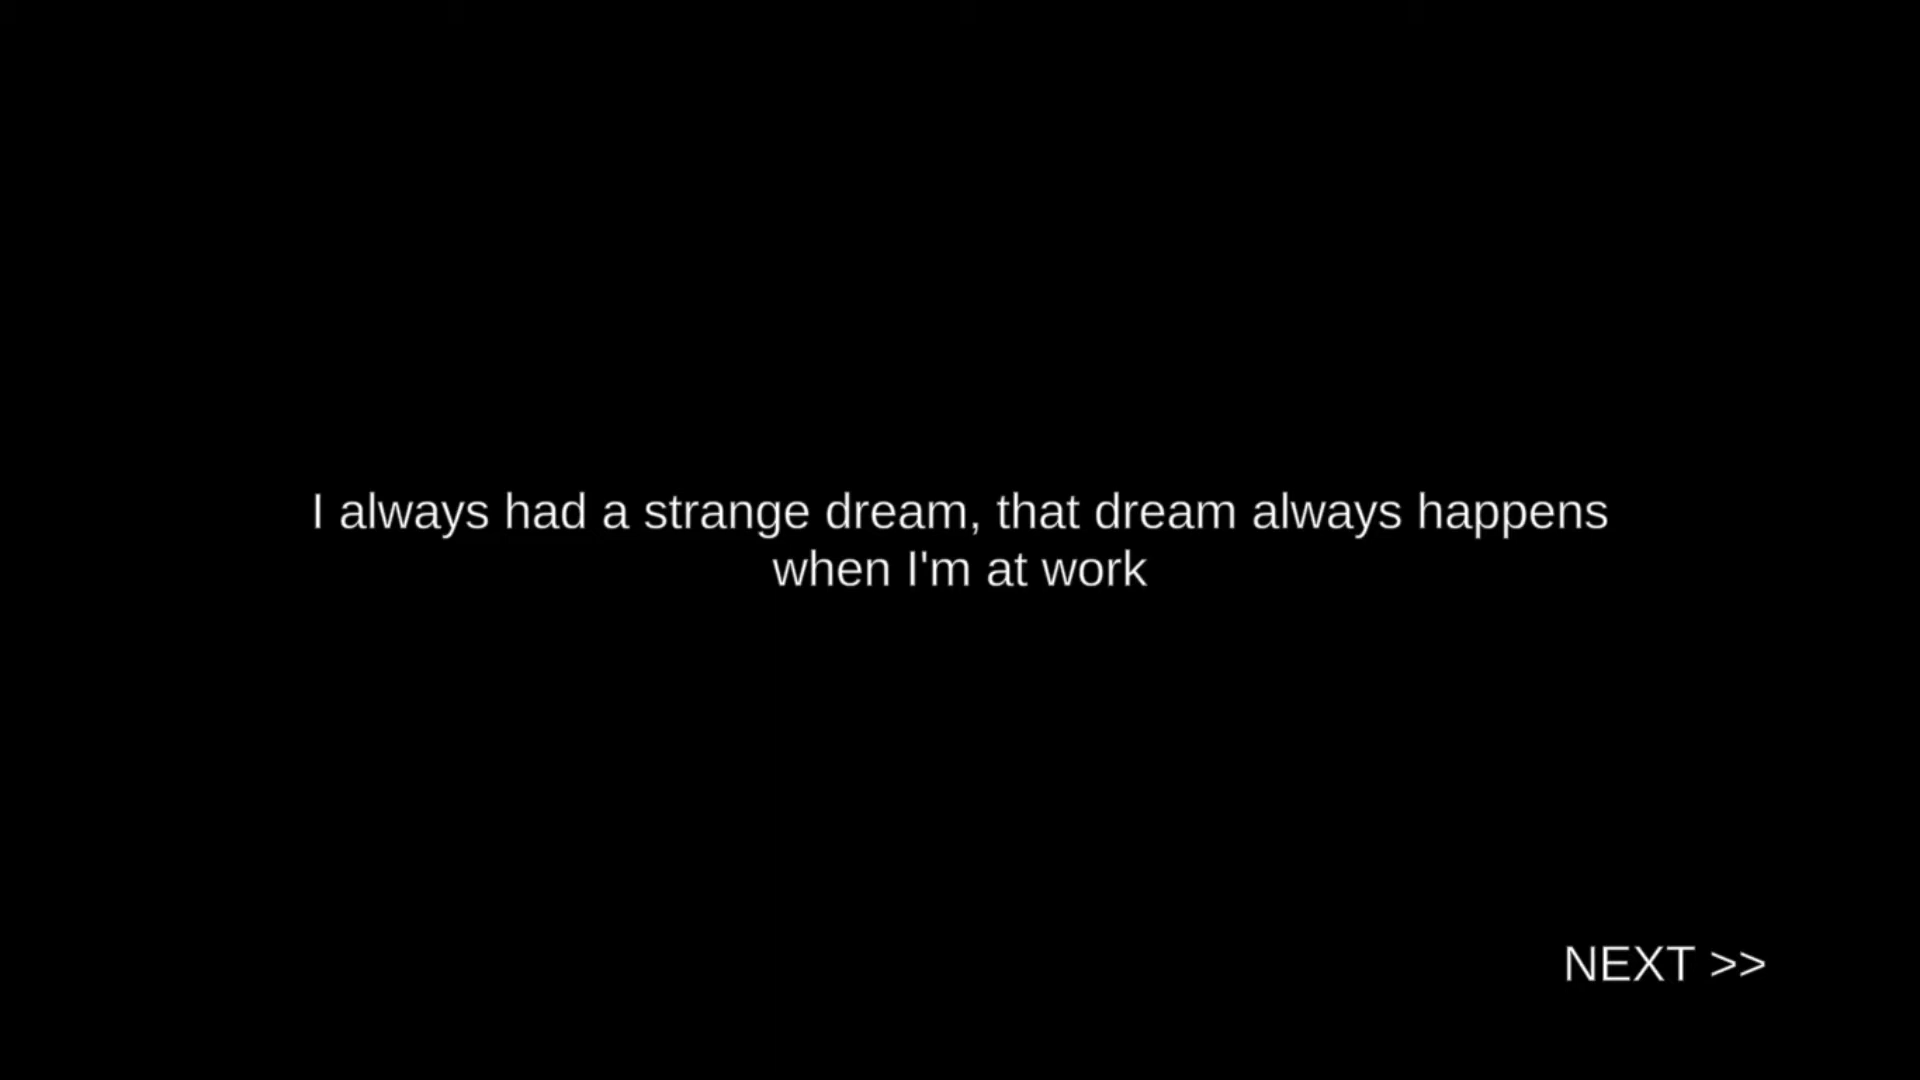 I always had a strange dream, that dream always happens
when I'm at work
NEXT >>